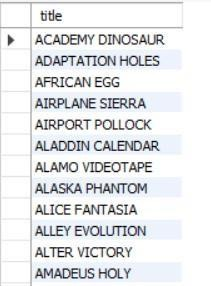 title
ACADEMY DINOSAUR
ADAPTATION HOLES
AFRICAN EGG
AIRPLANE SIERRA
AIRPORT POLLOCK
ALADDIN CALENDAR
ALAMO VIDEOTAPE
ALASKA PHANTOM
ALICE FANTASIA
ALLEY EVOLUTION
ALTER VICTORY
AMADEUS HOLY